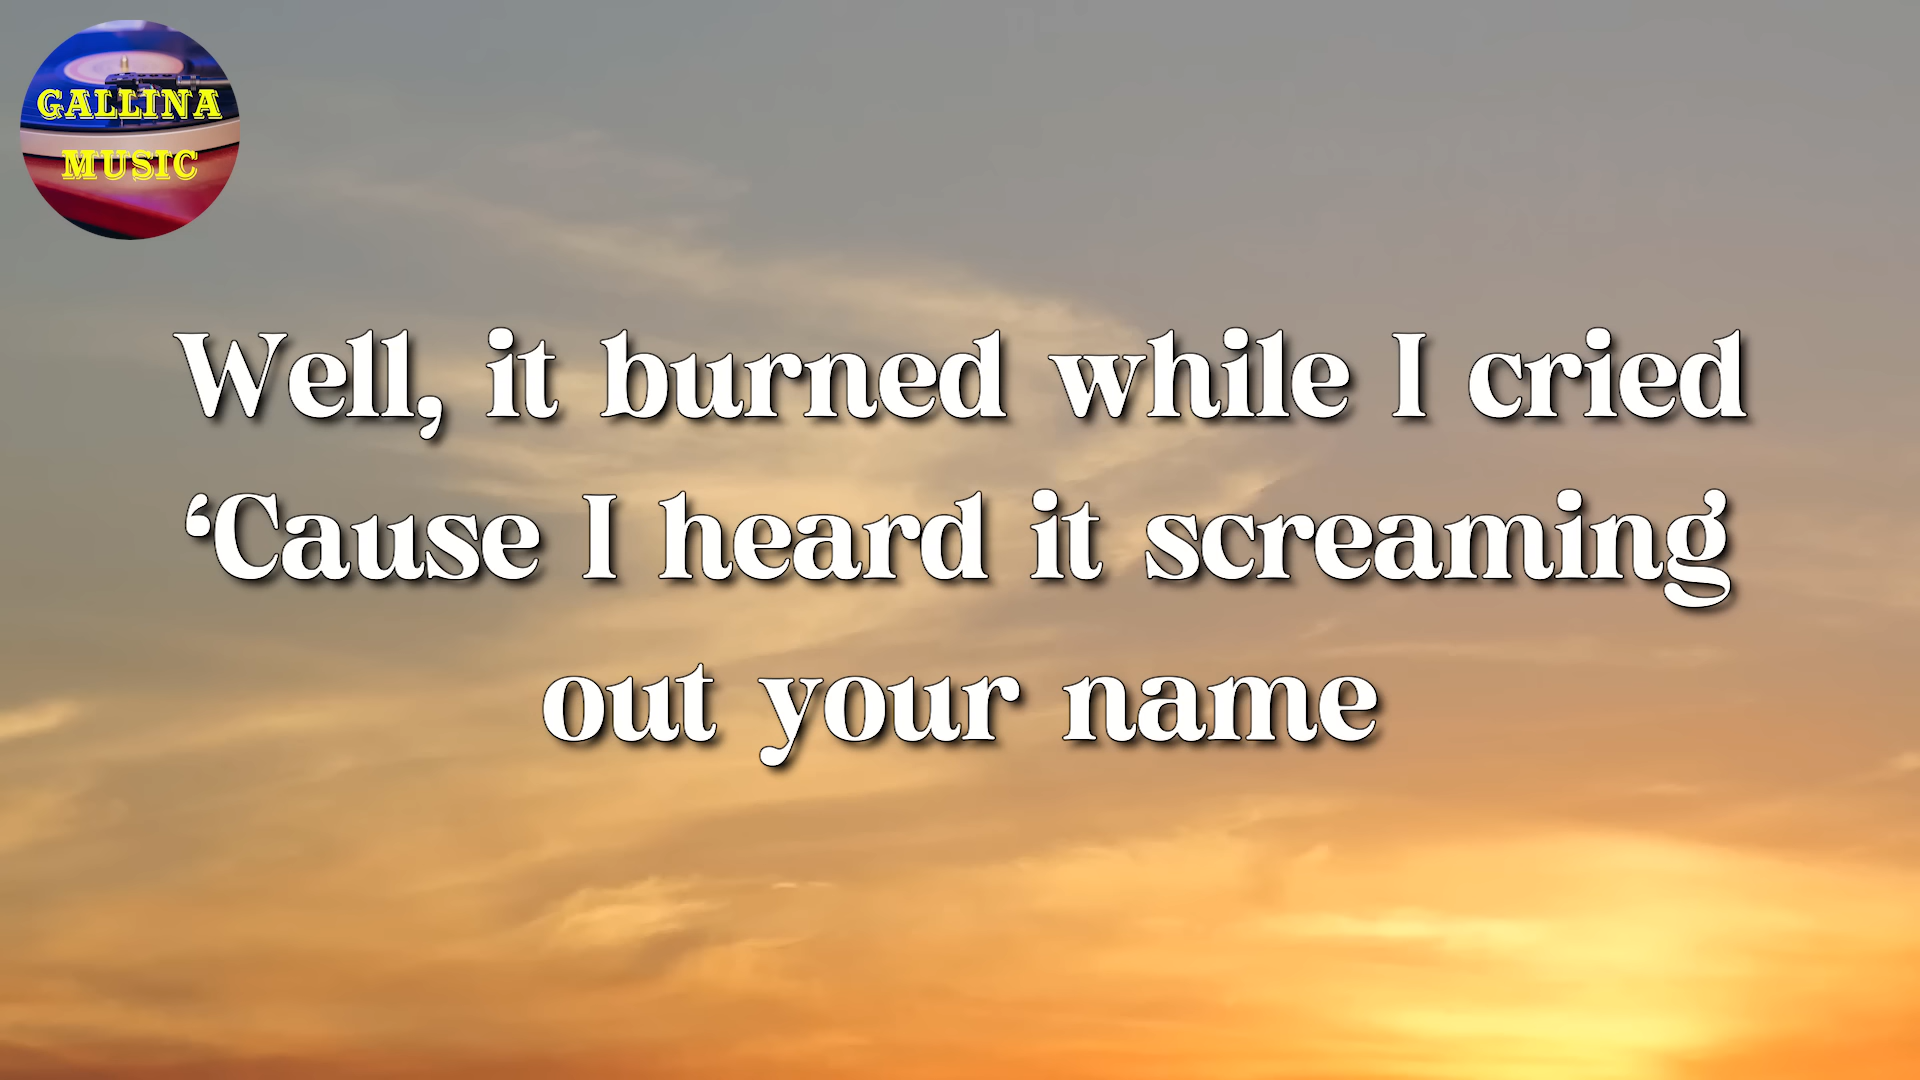 GALLINA
MUSIC
Well, it burned while I cried
‘Cause I heard it screaming
out your name